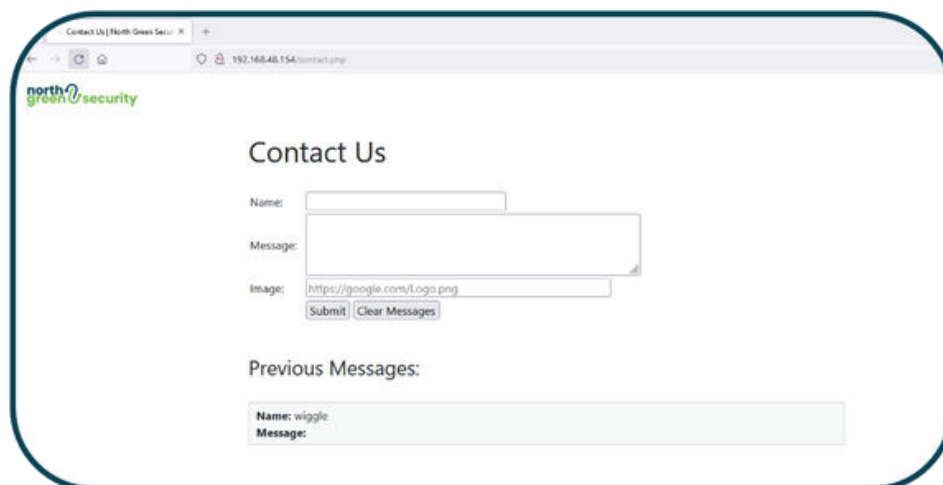 Contact Us | North Green Secur
192.168.48.154/contact.php
north
green security
Contact Us
Name:
Message:
Image: https://google.com/Logo.png
Submit Clear Messages
Previous Messages:
Name: wiggle
Message: